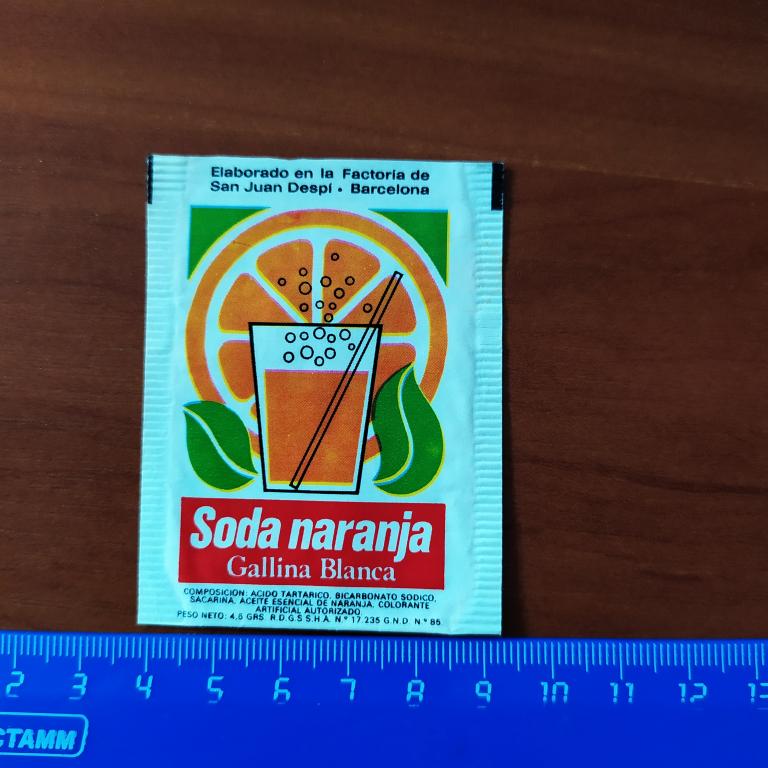 Elaborado en la Factoría de
San Juan Despí • Barcelona
Soda naranja
Gallina Blanca
COMPOSICION: ACIDO TARTARICO, BICARBONATO SODICO,
SACARINA, ACEITE ESENCIAL DE NARANJA, COLORANTE
ARTIFICIAL AUTORIZADO.
PESO NETO: 4,5 GRS. R.D.G.S.S.H.A. N.º 17.235 G.N.D. N.º 85
2 3 4 5 6 7 8 9 10 11 12 13
СТАММ